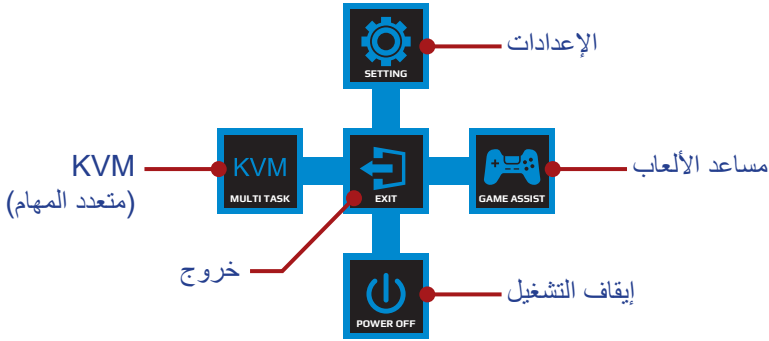 SETTING
الإعدادات
KVM
(متعدد المهام)
KVM
MULTI TASK
EXIT
GAME ASSIST
مساعد الألعاب
خروج
POWER OFF
إيقاف التشغيل